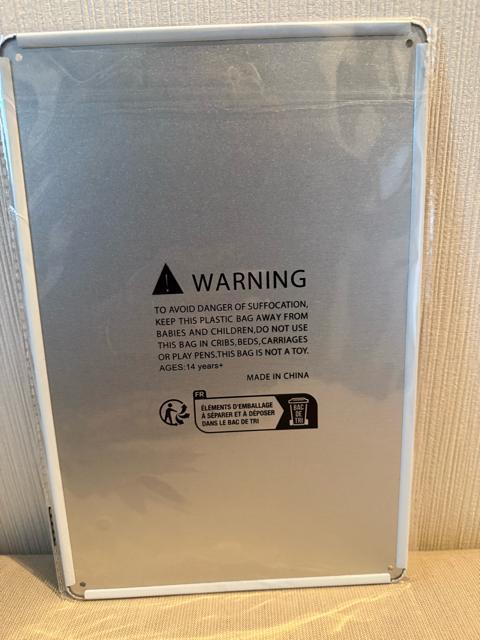 WARNING
TO AVOID DANGER OF SUFFOCATION,
KEEP THIS PLASTIC BAG AWAY FROM
BABIES AND CHILDREN,DO NOT USE
THIS BAG IN CRIBS,BEDS,CARRIAGES
OR PLAY PENS.THIS BAG IS NOT A TOY.
AGES:14 years+
MADE IN CHINA
FR
ÉLÉMENTS D'EMBALLAGE
À SÉPARER ET À DÉPOSER
DANS LE BAC DE TRI
BAC
DE
TRI